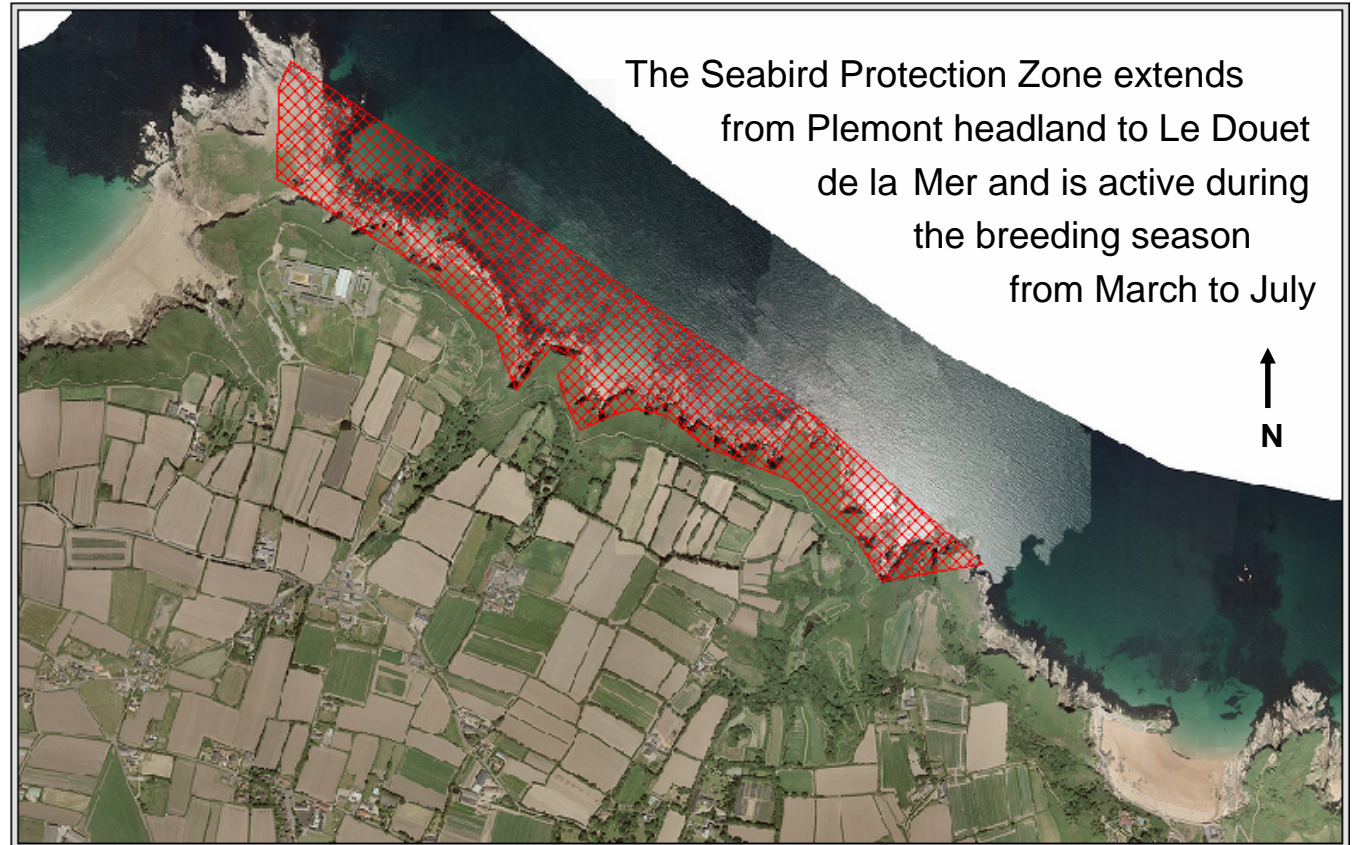 The Seabird Protection Zone extends
from Plemont headland to Le Douet
de la Mer and is active during
the breeding season
from March to July
N